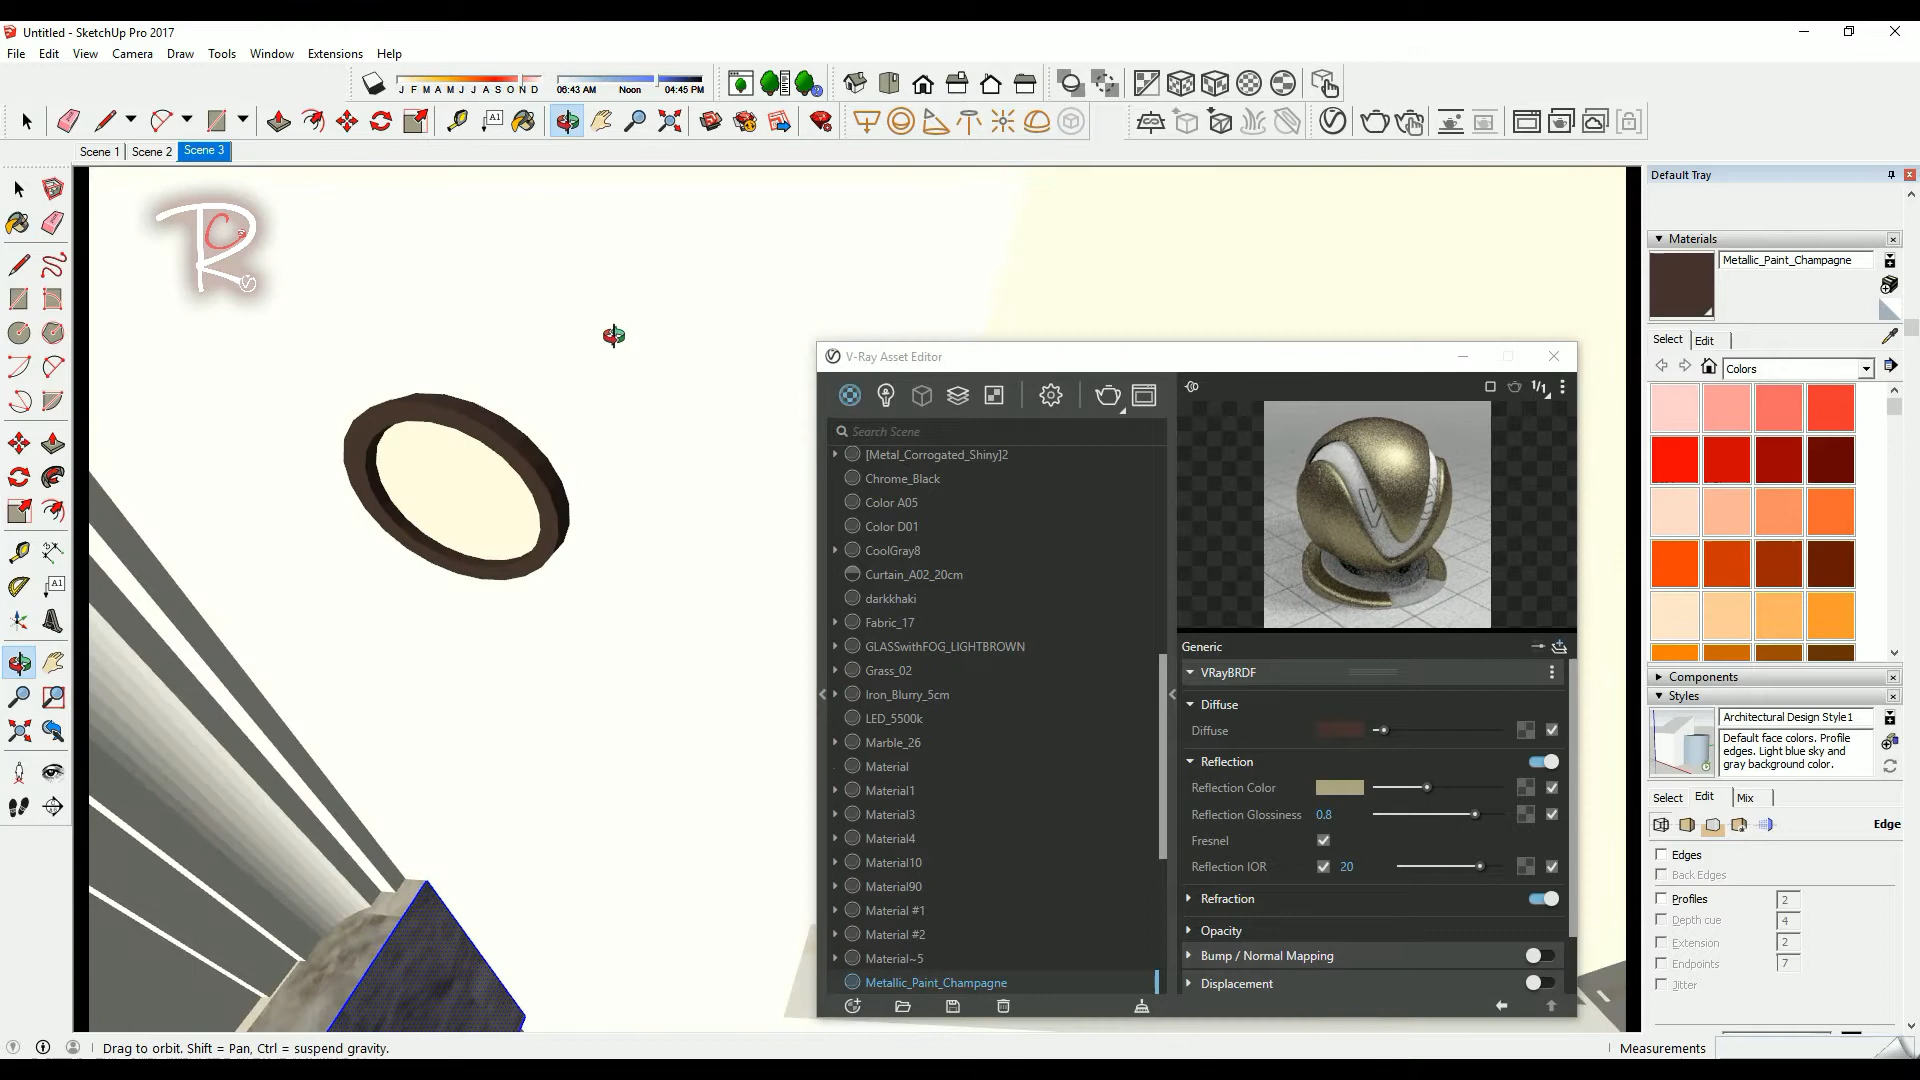 Untitled - SketchUp Pro 2017
File Edit View Camera Draw Tools Window Extensions Help
J F M A M J J A S O N D 06:43 AM Noon 04:45 PM
A1
Scene 1 Scene 2 Scene 3
A1
V-Ray Asset Editor
Search Scene
1/1
[Metal_Corrogated_Shiny]2
Chrome_Black
Color A05
Color D01
CoolGray8
Curtain_A02_20cm
darkkhaki
Fabric_17
GLASSwithFOG_LIGHTBROWN
Grass_02
Iron_Blurry_5cm
LED_5500k
Marble_26
Material
Material1
Material3
Material4
Material10
Material90
Material #1
Material #2
Material~5
Metallic_Paint_Champagne
Generic
VRayBRDF
Diffuse
Diffuse
Reflection
Reflection Color
Reflection Glossiness 0.8
Fresnel
Reflection IOR 20
Refraction
Opacity
Bump / Normal Mapping
Displacement
Default Tray
Materials
Metallic_Paint_Champagne
Select Edit
Colors
Components
Styles
Architectural Design Style1
Default face colors. Profile
edges. Light blue sky and
gray background color.
Select Edit Mix
Edge
Edges
Back Edges
Profiles 2
Depth cue 4
Extension 2
Endpoints 7
Jitter
Drag to orbit. Shift = Pan, Ctrl = suspend gravity.
Measurements